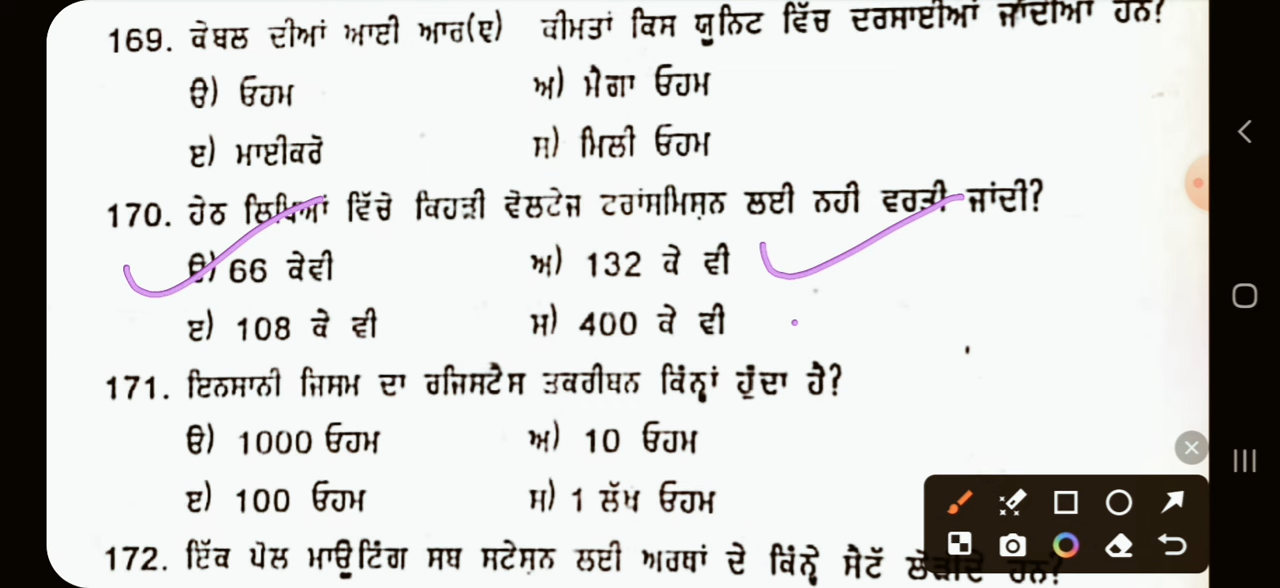 169. ਕੇਬਲ ਦੀਆਂ ਆਈ ਆਰ(ੲ) ਕੀਮਤਾਂ ਕਿਸ ਯੂਨਿਟ ਵਿੱਚ ਦਰਸਾਈਆਂ ਜਾਂਦੀਆਂ ਹਨ?
ੳ) ਓਹਮ ਅ) ਮੈਗਾ ਓਹਮ
ੲ) ਮਾਈਕਰੋ ਸ) ਮਿਲੀ ਓਹਮ
170. ਹੇਠ ਲਿਖਿਆਂ ਵਿੱਚੋ ਕਿਹੜੀ ਵੋਲਟੇਜ ਟਰਾਂਸਮਿਸ਼ਨ ਲਈ ਨਹੀ ਵਰਤੀ ਜਾਂਦੀ?
ੳ) 66 ਕੇਵੀ ਅ) 132 ਕੇ ਵੀ
ੲ) 108 ਕੇ ਵੀ ਸ) 400 ਕੇ ਵੀ
171. ਇਨਸਾਨੀ ਜਿਸਮ ਦਾ ਰਜਿਸਟੈਸ ਤਕਰੀਬਨ ਕਿੰਨ੍ਹਾਂ ਹੁੰਦਾ ਹੈ?
ੳ) 1000 ਓਹਮ ਅ) 10 ਓਹਮ
ੲ) 100 ਓਹਮ ਸ) 1 ਲੱਖ ਓਹਮ
172. ਇੱਕ ਪੋਲ ਮਾਊਟਿੰਗ ਸਬ ਸਟੇਸ਼ਨ ਲਈ ਅਰਥਾਂ ਦੇ ਕਿੰਨ੍ਹੇ ਸੈਟੱ ਲੋੜੀਦੇ ਹਨ?